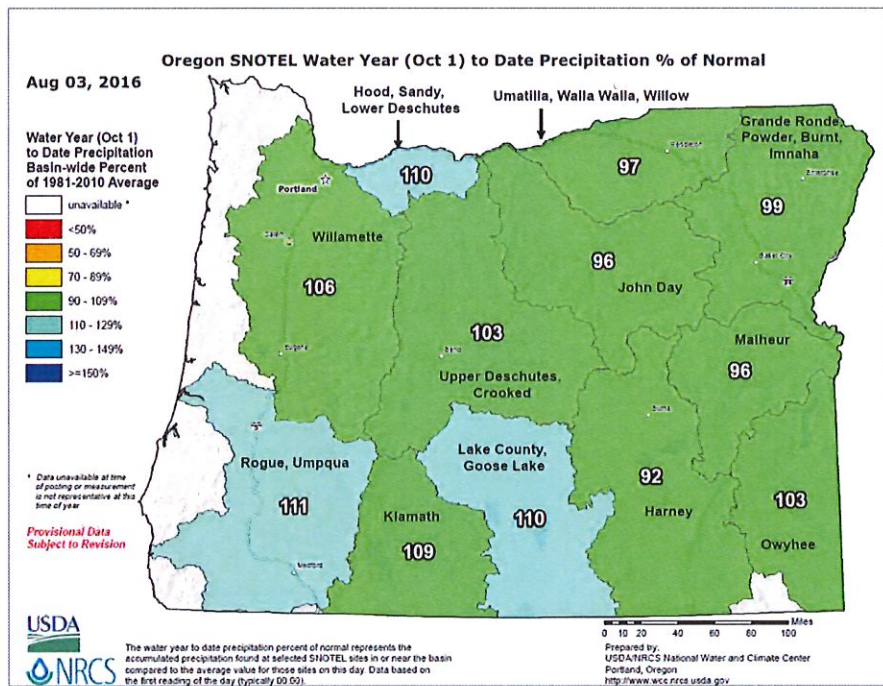 Oregon SNOTEL Water Year (Oct 1) to Date Precipitation % of Normal
Aug 03, 2016
Hood, Sandy,
Lower Deschutes
Umatilla, Walla Walla, Willow
Grande Ronde,
Powder, Burnt,
Imnaha
Water Year (Oct 1)
to Date Precipitation
Basin-wide Percent
of 1981-2010 Average
unavailable *
<50%
50 - 69%
70 - 89%
90 - 109%
110 - 129%
130 - 149%
>=150%
Portland
110
97
Pendleton
Enterprise
99
Salem
Willamette
106
96
John Day
Baker City
103
Eugene
Bend
Upper Deschutes,
Crooked
Malheur
96
Burns
Rogue, Umpqua
111
Medford
Lake County,
Goose Lake
110
Klamath
109
92
Harney
103
Owyhee
* Data unavailable at time
of posting or measurement
is not representative at this
time of year
Provisional Data
Subject to Revision
Miles
0 10 20 40 60 80 100
USDA
NRCS
The water year to date precipitation percent of normal represents the
accumulated precipitation found at selected SNOTEL sites in or near the basin
compared to the average value for those sites on this day. Data based on
the first reading of the day (typically 00:00).
Prepared by:
USDA/NRCS National Water and Climate Center
Portland, Oregon
http://www.wcc.nrcs.usda.gov